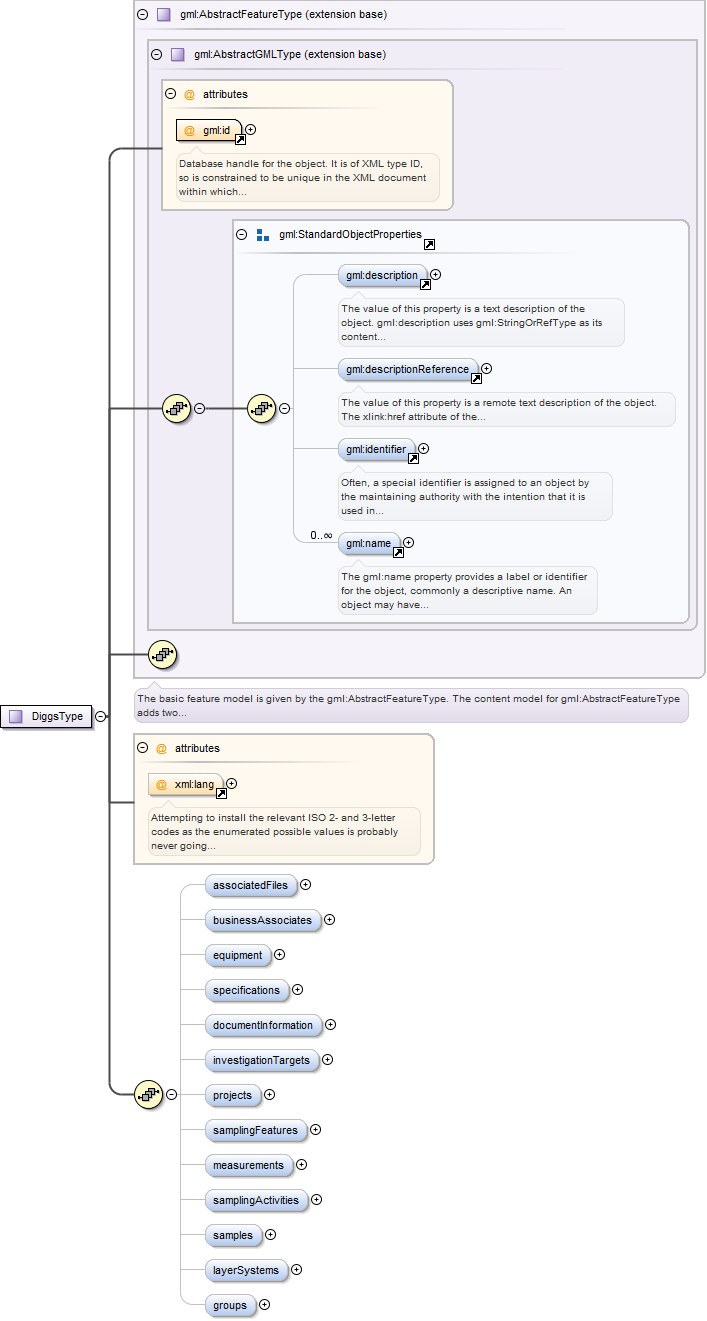 gml:AbstractFeatureType (extension base)
gml:AbstractGMLType (extension base)
@ attributes
@ gml:id
Database handle for the object. It is of XML type ID,
so is constrained to be unique in the XML document
within which...
gml:StandardObjectProperties
gml:description
The value of this property is a text description of the
object. gml:description uses gml:StringOrRefType as its
content...
gml:descriptionReference
The value of this property is a remote text description of the object.
The xlink:href attribute of the...
gml:identifier
Often, a special identifier is assigned to an object by
the maintaining authority with the intention that it is
used in...
0..∞
gml:name
The gml:name property provides a label or identifier
for the object, commonly a descriptive name. An
object may have...
The basic feature model is given by the gml:AbstractFeatureType. The content model for gml:AbstractFeatureType
adds two...
DiggsType
@ attributes
@ xml:lang
Attempting to install the relevant ISO 2- and 3-letter
codes as the enumerated possible values is probably
never going...
associatedFiles
businessAssociates
equipment
specifications
documentInformation
investigationTargets
projects
samplingFeatures
measurements
samplingActivities
samples
layerSystems
groups